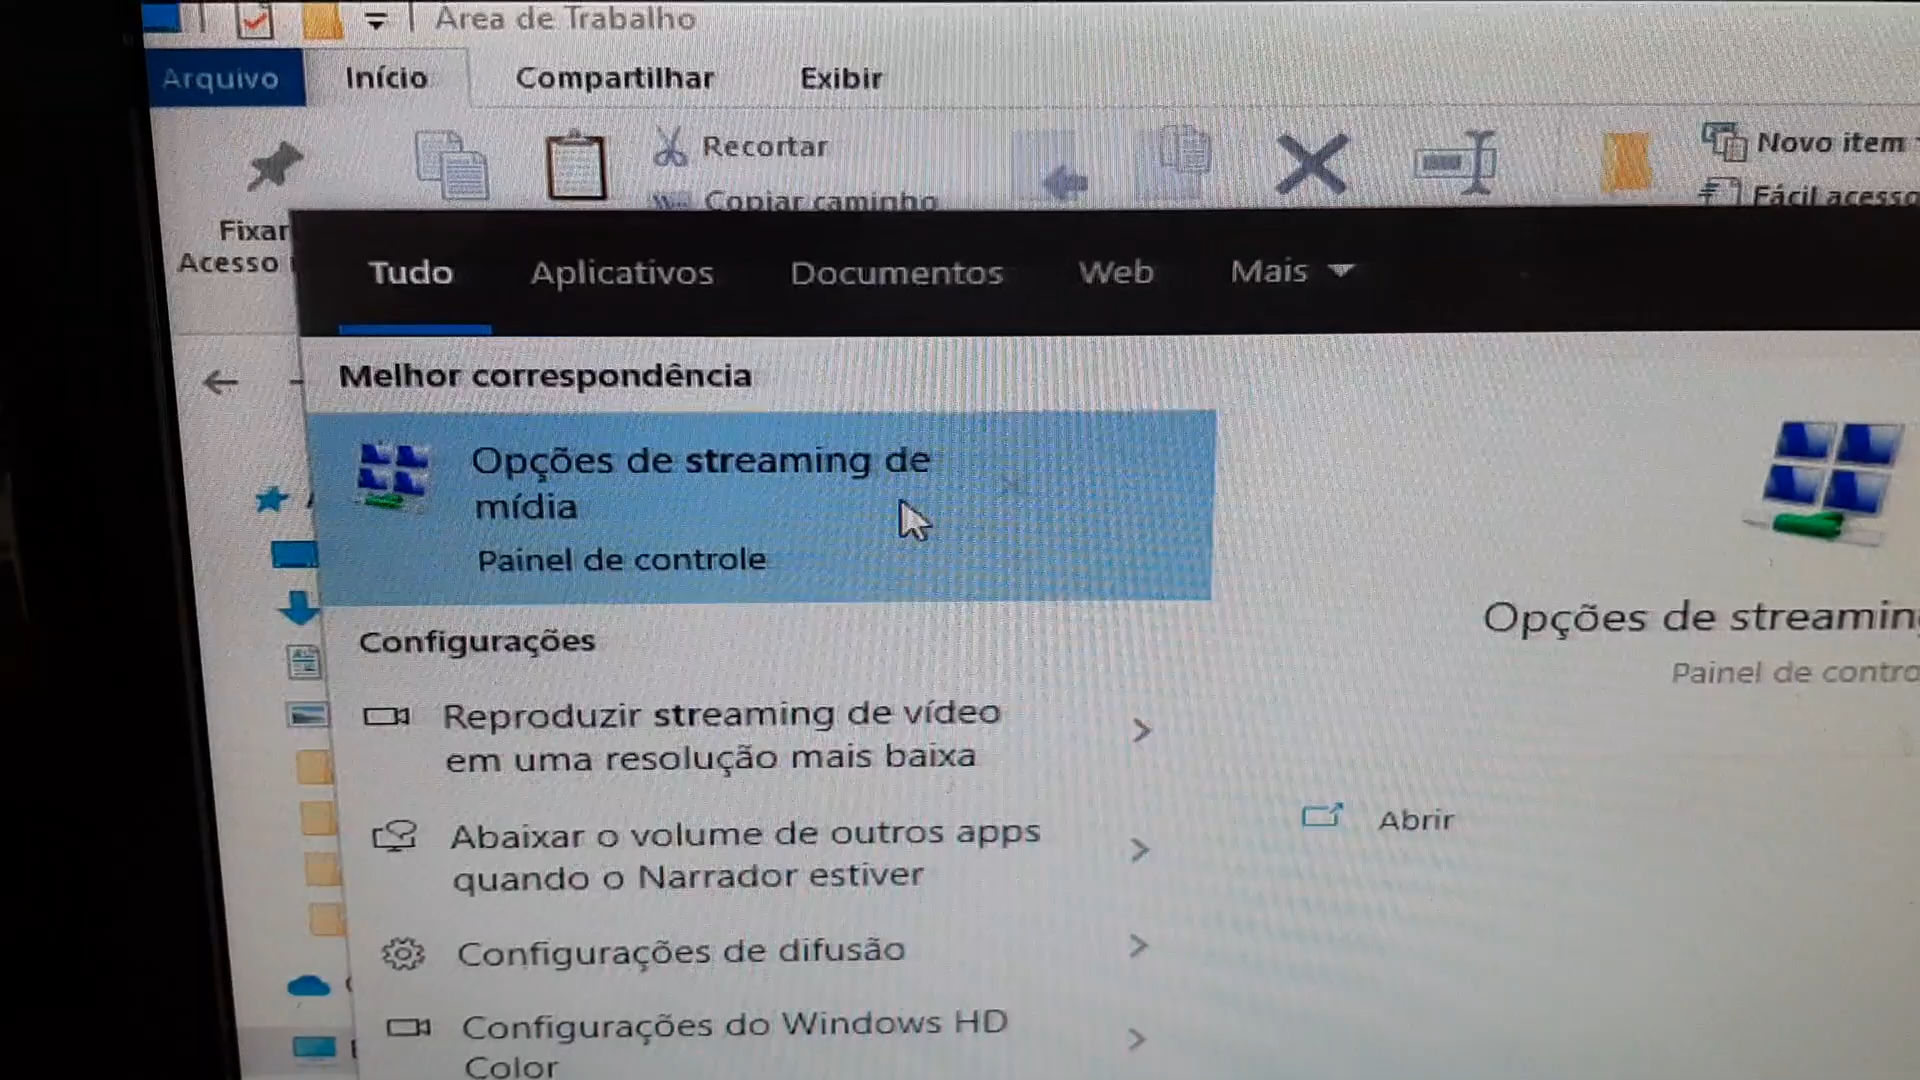 Área de Trabalho
Arquivo Início Compartilhar Exibir
Recortar
Novo item
Copiar caminho
Fácil acesso
Fixar
Acesso
Tudo Aplicativos Documentos Web Mais
Melhor correspondência
Opções de streaming de
mídia
Painel de controle
Opções de streaming
Painel de contro
Configurações
Reproduzir streaming de vídeo
em uma resolução mais baixa
Abrir
Abaixar o volume de outros apps
quando o Narrador estiver
Configurações de difusão
Configurações do Windows HD
Color